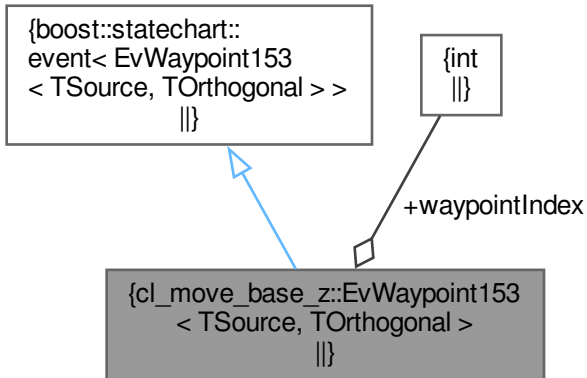 {boost::statechart::
event< EvWaypoint153
< TSource, TOrthogonal > >
||}
{int
||}
+waypointIndex
{cl_move_base_z::EvWaypoint153
< TSource, TOrthogonal >
||}